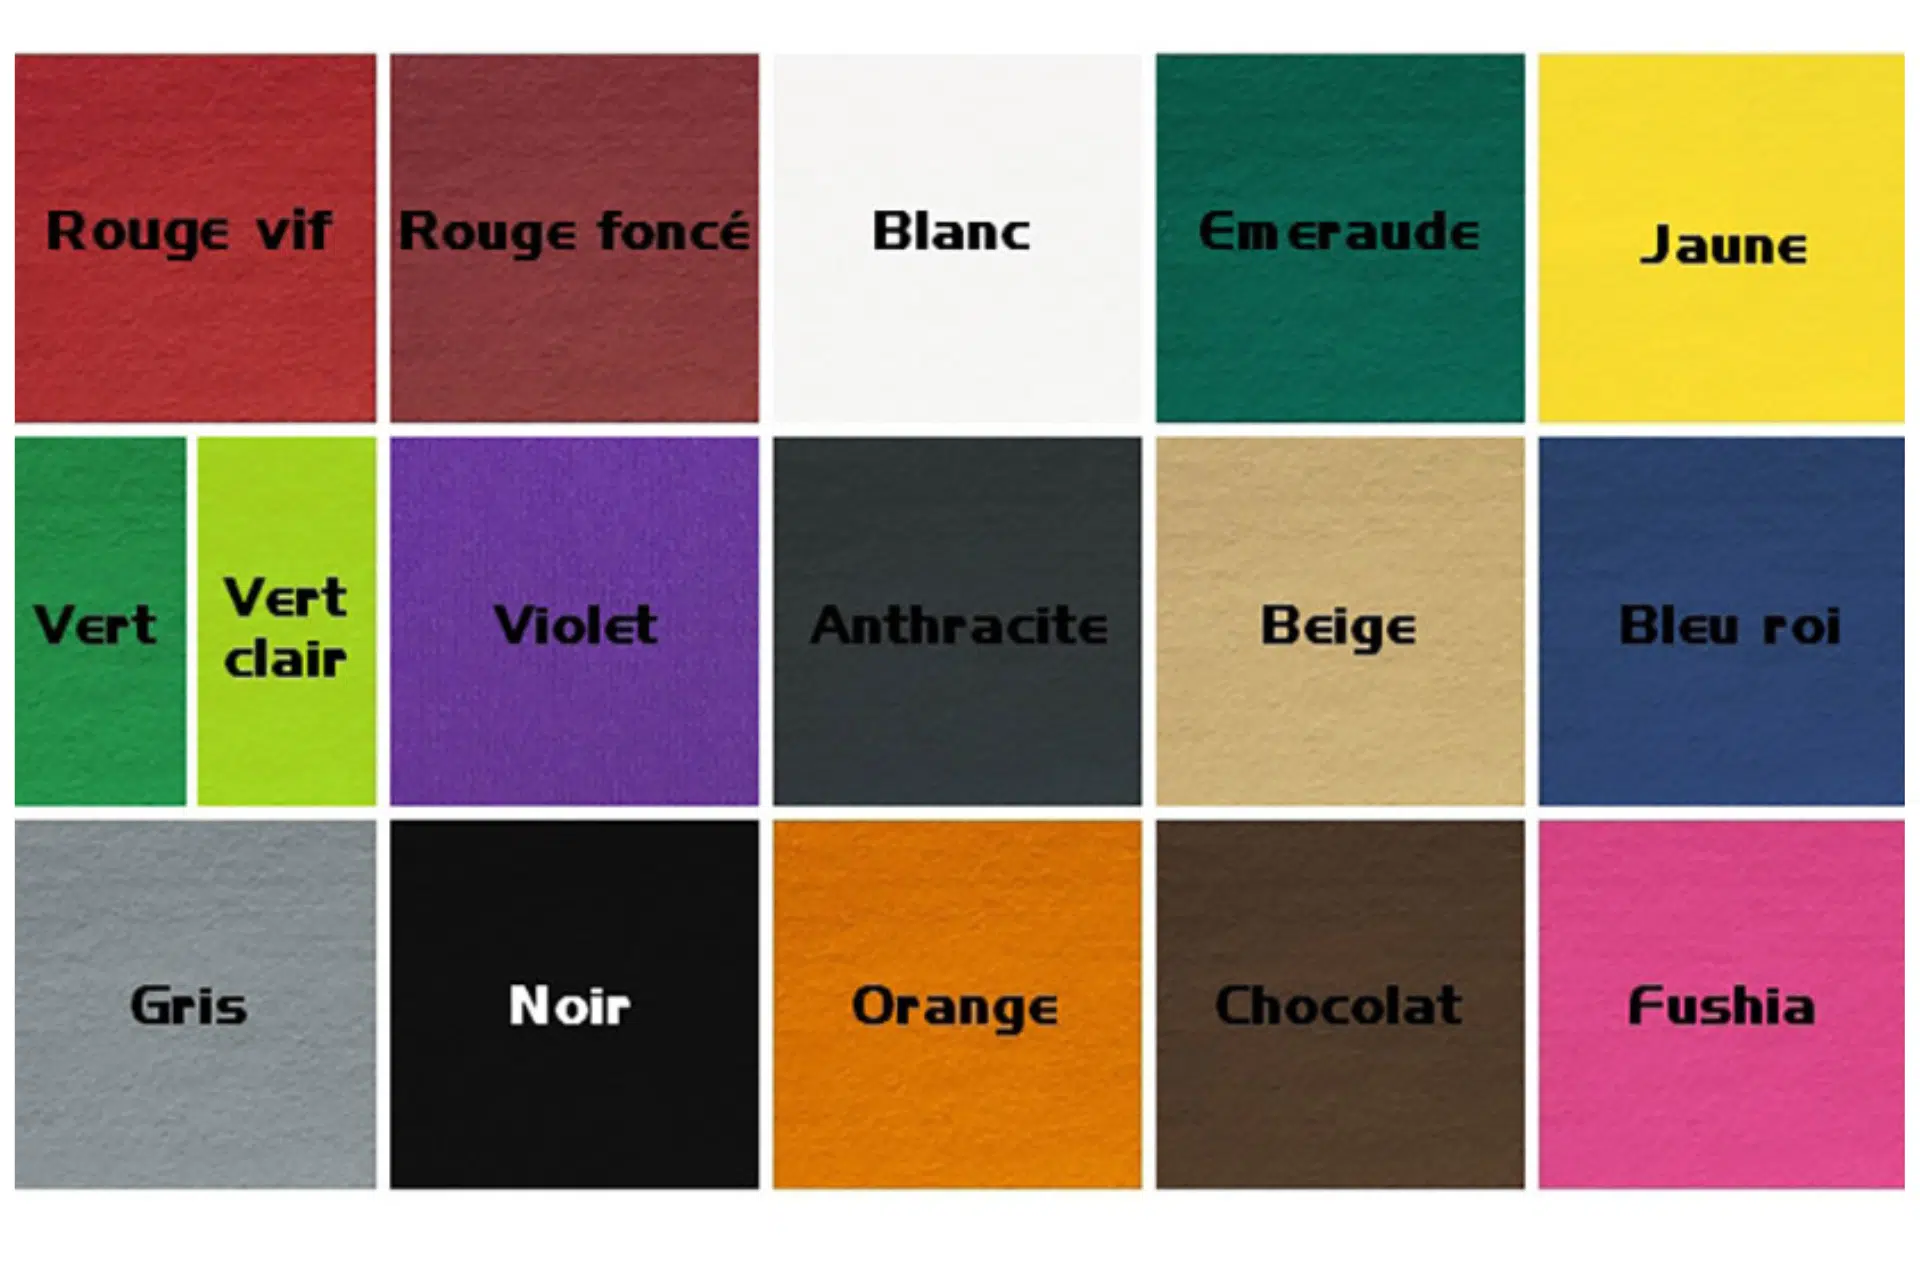 Rouge vif
Rouge foncé
Blanc
Emeraude
Jaune
Vert
Vert
clair
Violet
Anthracite
Beige
Bleu roi
Gris
Noir
Orange
Chocolat
Fushia